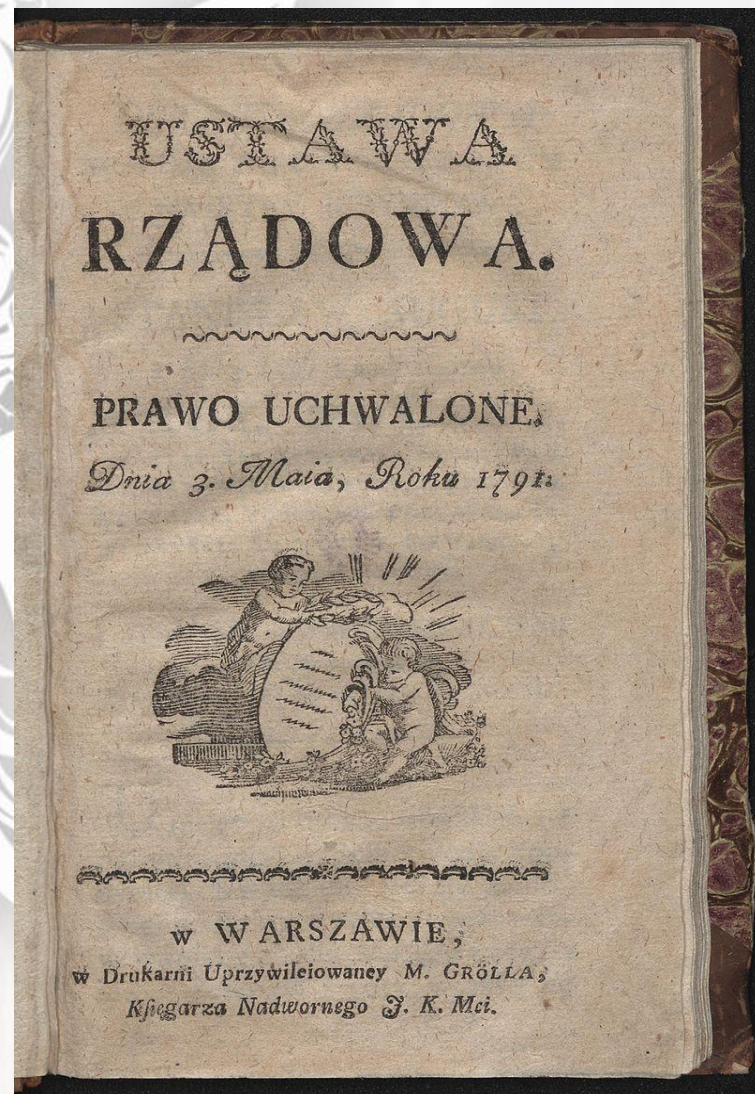 USTAWA
RZĄDOWA.
PRAWO UCHWALONE,
Dnia 3. Maia, Roku 1791.
w WARSZAWIE,
w Drukarni Uprzywileiowaney M. GRÖLLA,
Kſięgarza Nadwornego J. K. Mci.